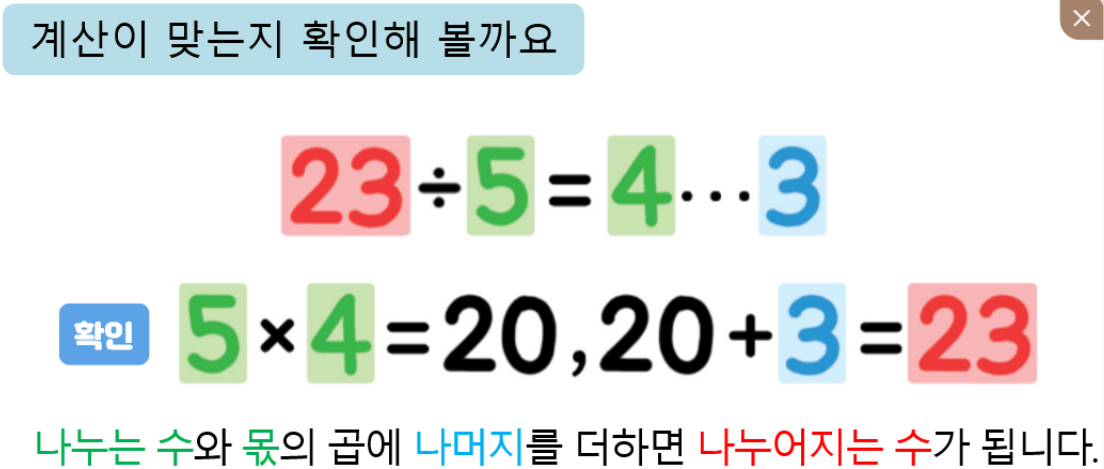 계산이 맞는지 확인해 볼까요
23÷5=4···3
확인 5×4=20,20+3=23
나누는 수와 몫의 곱에 나머지를 더하면 나누어지는 수가 됩니다.